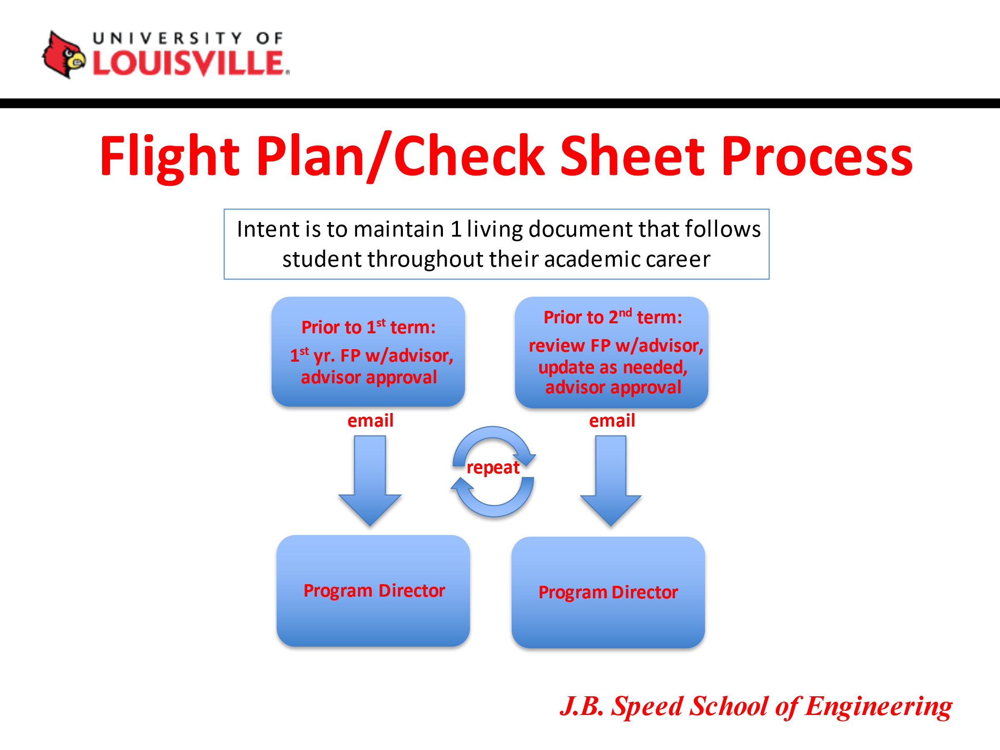 UNIVERSITY OF
LOUISVILLE.
Flight Plan/Check Sheet Process
Intent is to maintain 1 living document that follows
student throughout their academic career
Prior to 1st term:
1st yr. FP w/advisor,
advisor approval
Prior to 2nd term:
review FP w/advisor,
update as needed,
advisor approval
email
email
repeat
Program Director
Program Director
J.B. Speed School of Engineering